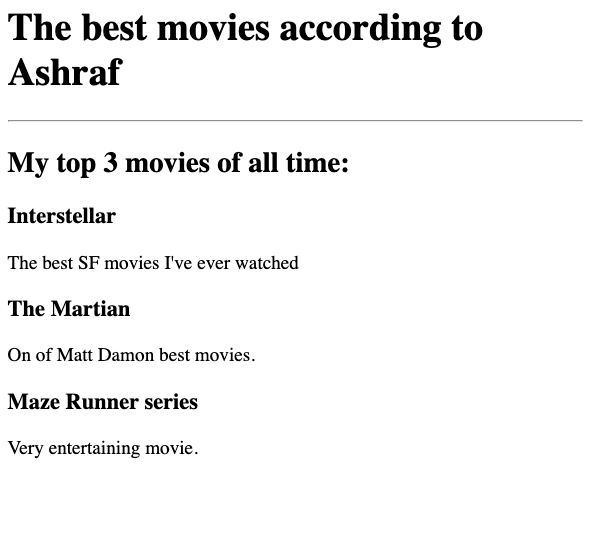 The best movies according to
Ashraf
My top 3 movies of all time:
Interstellar
The best SF movies I've ever watched
The Martian
On of Matt Damon best movies.
Maze Runner series
Very entertaining movie.